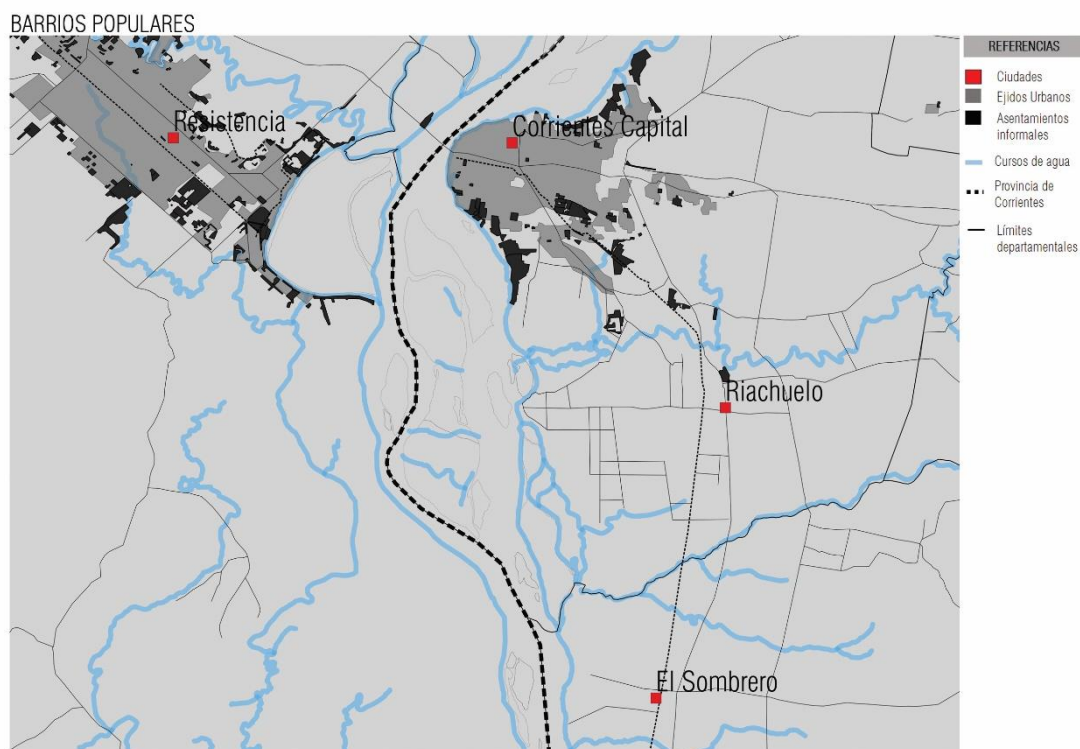 BARRIOS POPULARES
REFERENCIAS
Ciudades
Ejidos Urbanos
Asentamientos
informales
Cursos de agua
Provincia de
Corrientes
Límites
departamentales
Resistencia
Corrientes Capital
Riachuelo
El Sombrero